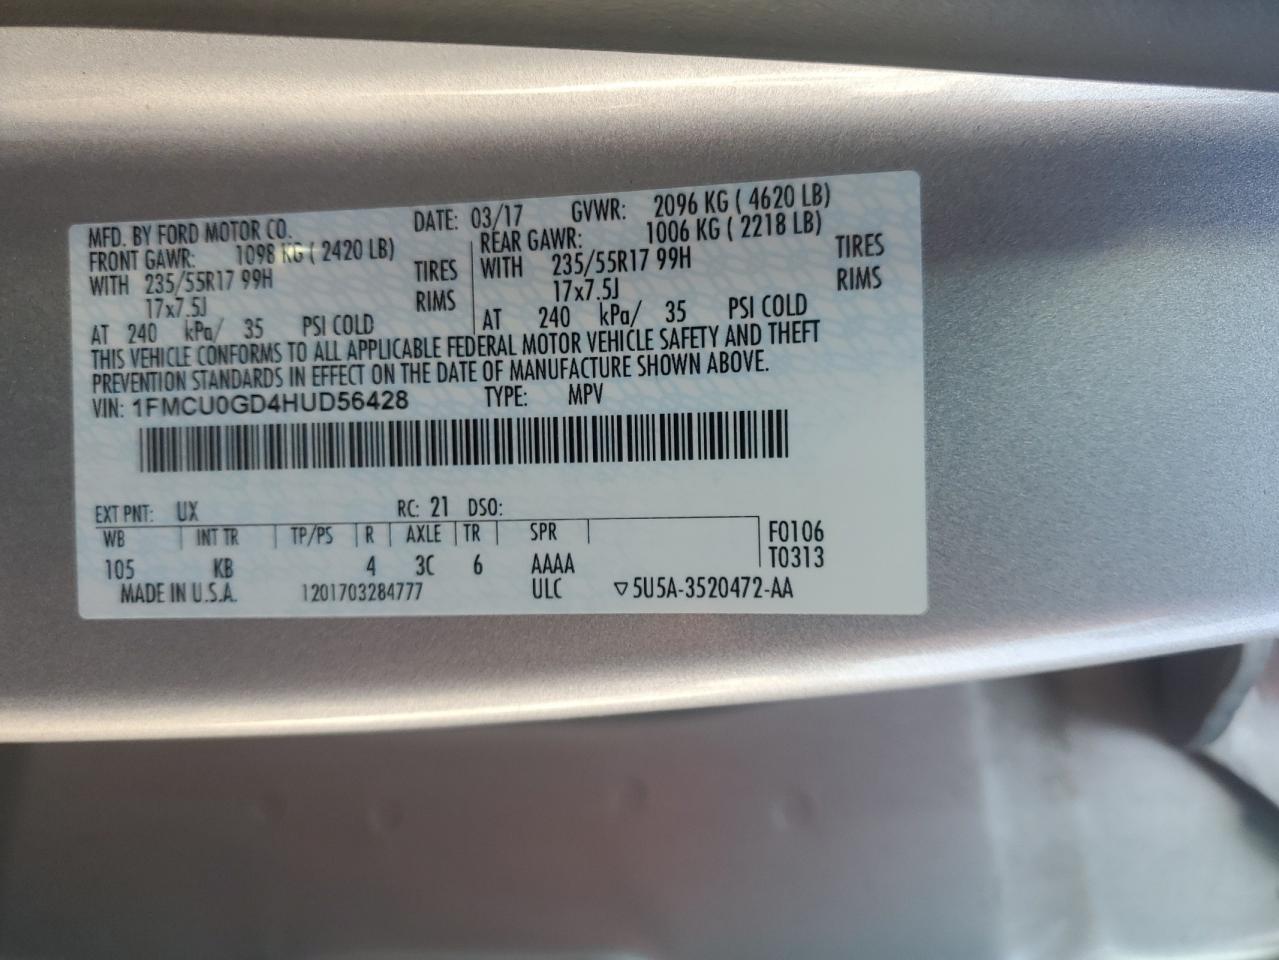 MFD. BY FORD MOTOR CO. DATE: 03/17 GVWR: 2096 KG ( 4620 LB)
FRONT GAWR: 1098 KG ( 2420 LB) REAR GAWR: 1006 KG ( 2218 LB)
WITH 235/55R17 99H TIRES WITH 235/55R17 99H TIRES
17x7.5J RIMS 17x7.5J RIMS
AT 240 kPa/ 35 PSI COLD AT 240 kPa/ 35 PSI COLD
THIS VEHICLE CONFORMS TO ALL APPLICABLE FEDERAL MOTOR VEHICLE SAFETY AND THEFT
PREVENTION STANDARDS IN EFFECT ON THE DATE OF MANUFACTURE SHOWN ABOVE.
VIN: 1FMCU0GD4HUD56428 TYPE: MPV
EXT PNT: UX RC: 21 DSO:
WB INT TR TP/PS R AXLE TR SPR F0106
105 KB 4 3C 6 AAAA T0313
MADE IN U.S.A. 1201703284777 ULC ▽5U5A-3520472-AA